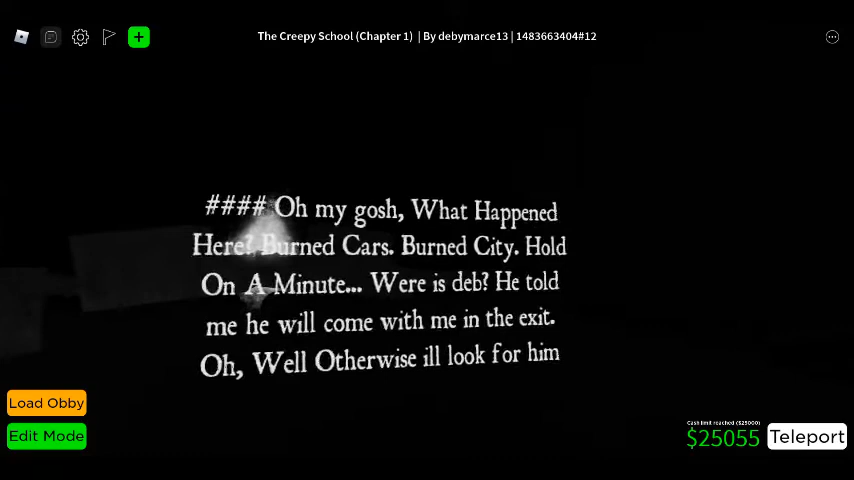 The Creepy School (Chapter 1) | By debymarce13 | 1483663404#12
#### Oh my gosh, What Happened
Here? Burned Cars. Burned City. Hold
On A Minute... Were is deb? He told
me he will come with me in the exit.
Oh, Well Otherwise ill look for him
Load Obby
Edit Mode
Cash limit reached ($25000)
$25055
Teleport